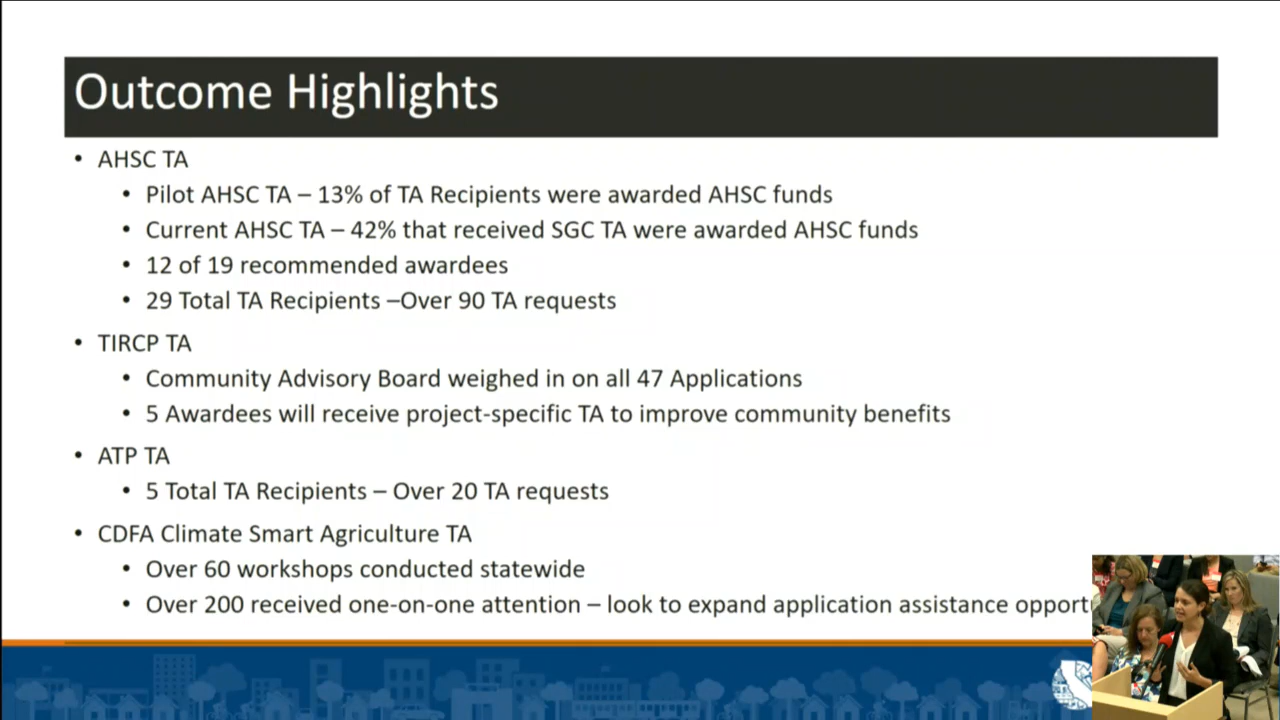 Outcome Highlights
• AHSC TA
• Pilot AHSC TA – 13% of TA Recipients were awarded AHSC funds
• Current AHSC TA – 42% that received SGC TA were awarded AHSC funds
• 12 of 19 recommended awardees
• 29 Total TA Recipients –Over 90 TA requests
• TIRCP TA
• Community Advisory Board weighed in on all 47 Applications
• 5 Awardees will receive project-specific TA to improve community benefits
• ATP TA
• 5 Total TA Recipients – Over 20 TA requests
• CDFA Climate Smart Agriculture TA
• Over 60 workshops conducted statewide
• Over 200 received one-on-one attention – look to expand application assistance